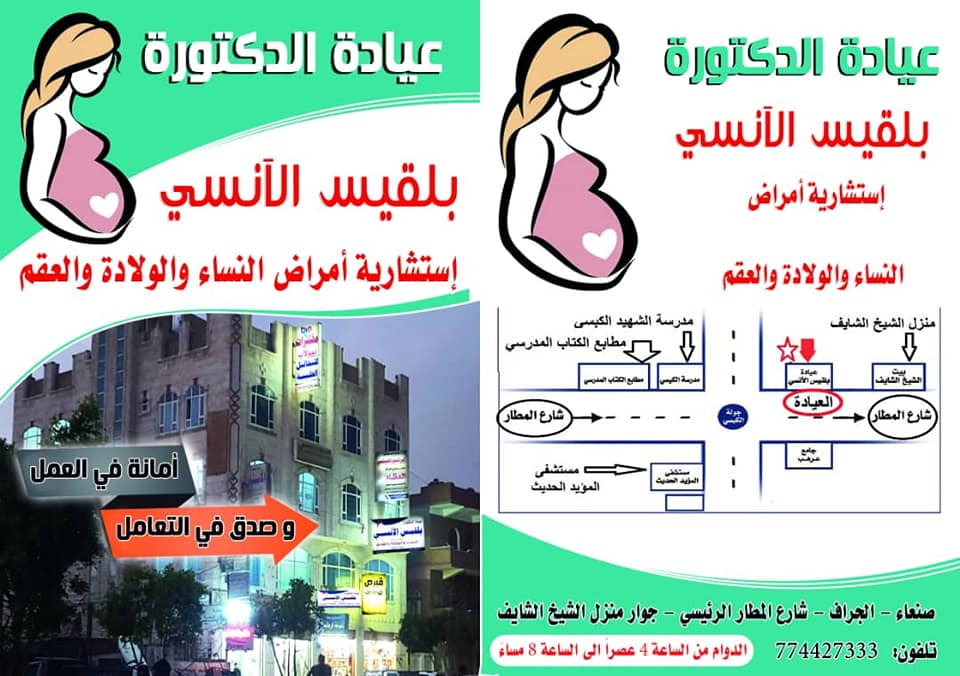 عيادة الدكتورة
بلقيس الآنسي
إستشارية أمراض النساء والولادة والعقم
أمانة في العمل
و صدق في التعامل
بلقيس الآنسي
عيادة الدكتورة
بلقيس الآنسي
إستشارية أمراض
النساء والولادة والعقم
مدرسة الشهيد الكبسي
مطابع الكتاب المدرسي
منزل الشيخ الشايف
مطابع الكتاب المدرسي
مدرسة الكبسي
عيادة
بلقيس الآنسي
بيت
الشيخ الشايف
العيادة
شارع المطار
جولة
الكبسي
شارع المطار
جامع
مستشفى
المؤيد الحديث
مستشفى
المؤيد الحديث
صنعاء - الجراف - شارع المطار الرئيسي - جوار منزل الشيخ الشايف
تلفون: 774427333
الدوام من الساعة 4 عصراً الى الساعة 8 مساء